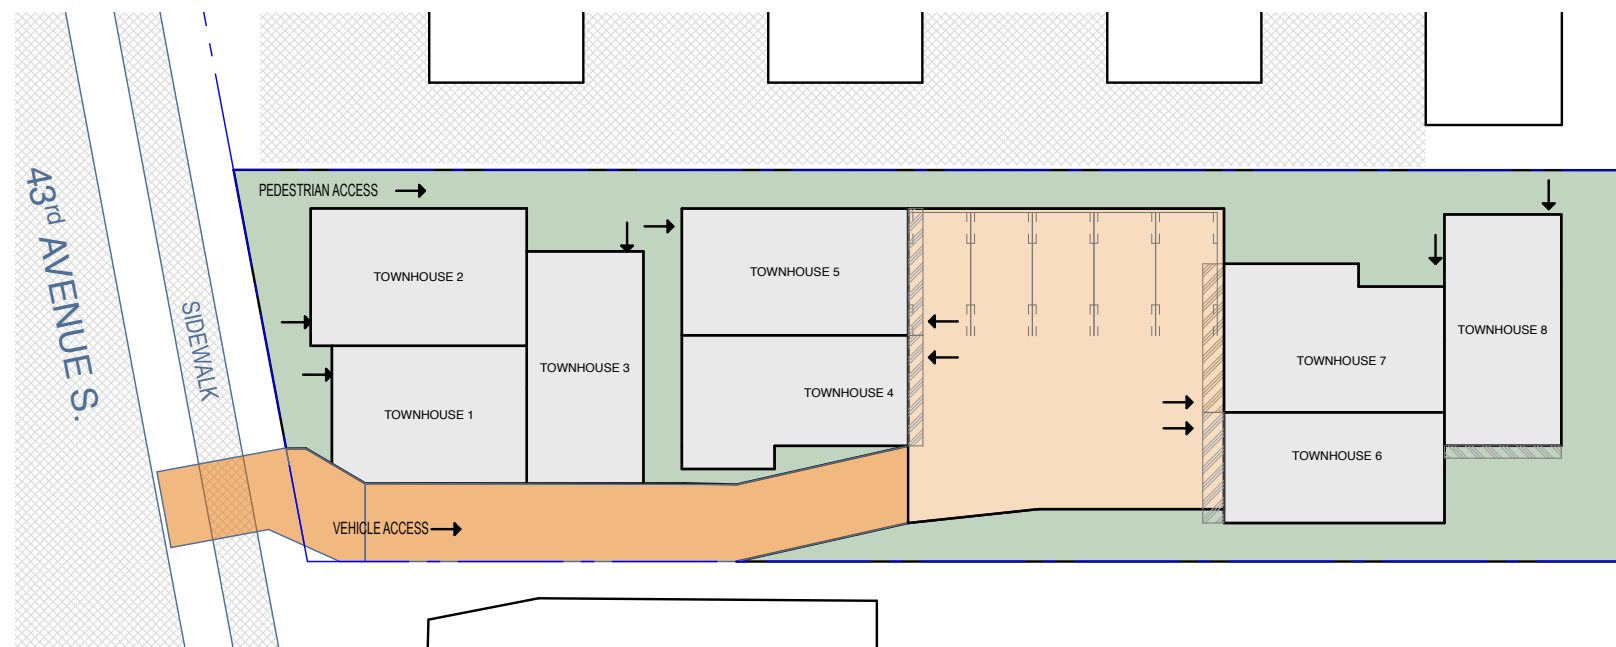 43rd AVENUE S.
SIDEWALK
PEDESTRIAN ACCESS
TOWNHOUSE 2
TOWNHOUSE 1
TOWNHOUSE 3
TOWNHOUSE 5
TOWNHOUSE 4
TOWNHOUSE 7
TOWNHOUSE 6
TOWNHOUSE 8
VEHICLE ACCESS